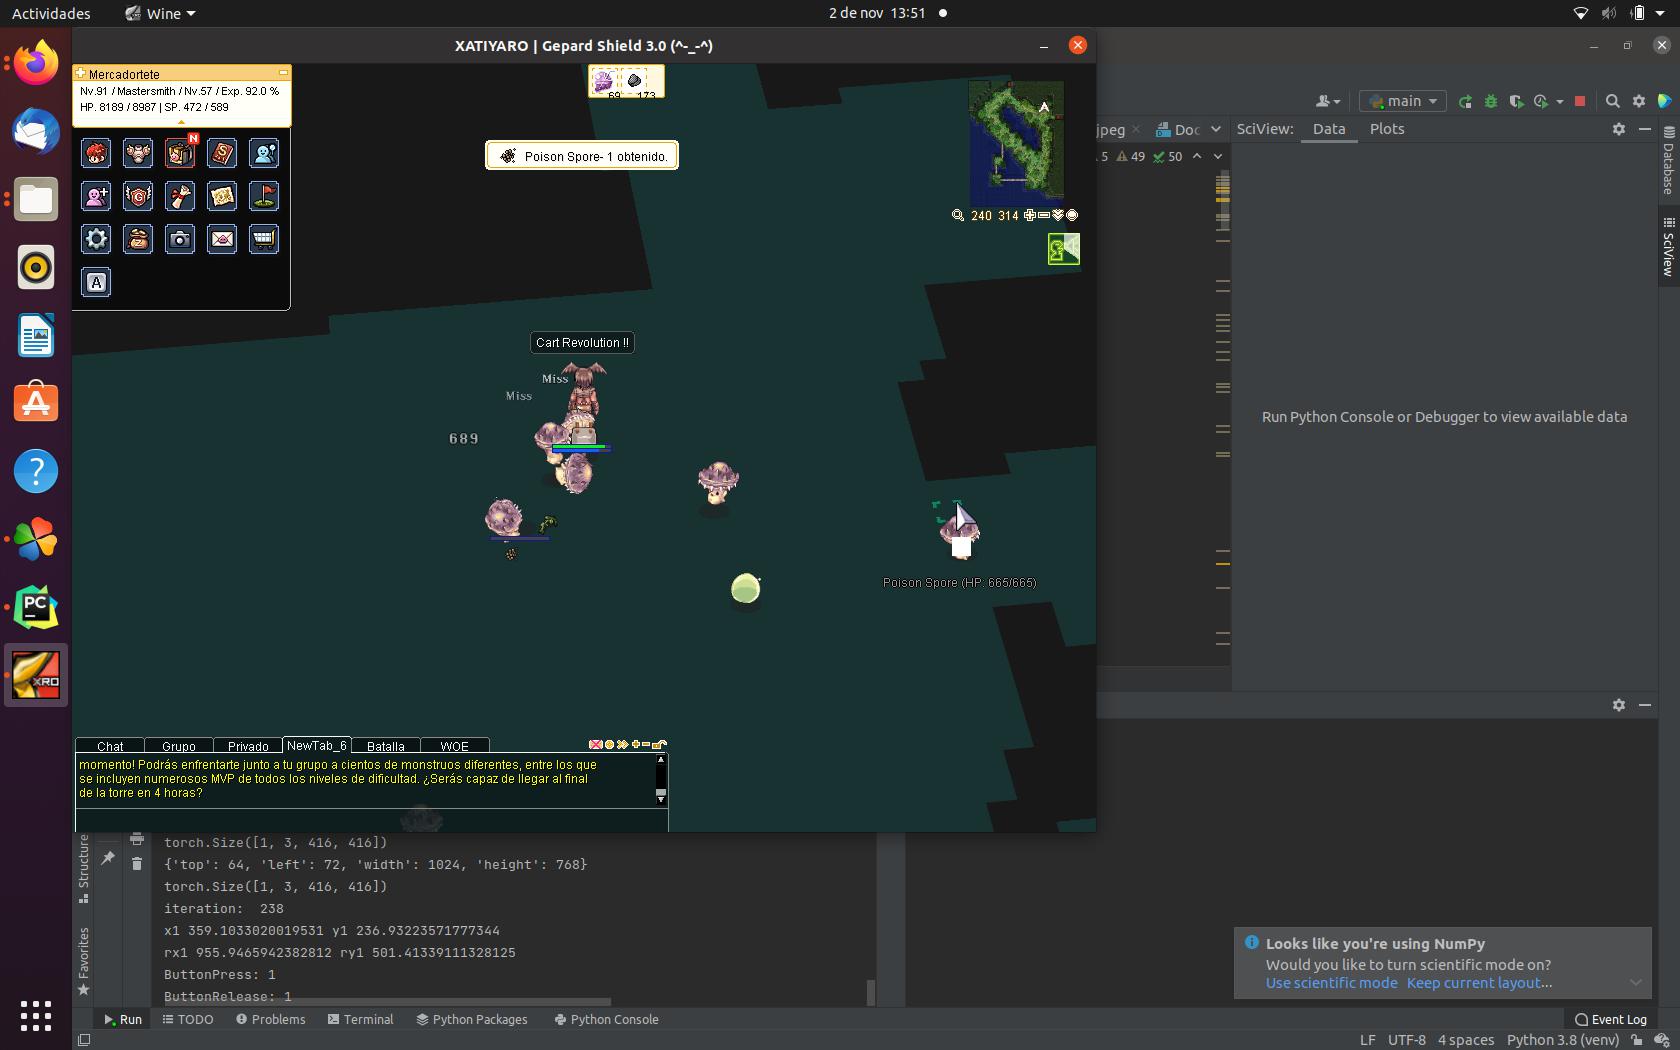 Actividades
Wine
2 de nov 13:51
XATIYARO | Gepard Shield 3.0 (^-_-^)
Mercadortete
Nv.91 / Mastersmith / Nv.57 / Exp. 92.0 %
HP. 8189 / 8987 | SP. 472 / 589
69 173
N
Poison Spore- 1 obtenido.
240 314
A
Cart Revolution !!
Miss
Miss
689
Poison Spore (HP: 665/665)
Chat
Grupo
Privado
NewTab_6
Batalla
WOE
momento! Podrás enfrentarte junto a tu grupo a cientos de monstruos diferentes, entre los que
se incluyen numerosos MVP de todos los niveles de dificultad. ¿Serás capaz de llegar al final
de la torre en 4 horas?
main
jpeg
Doc
SciView:
Data
Plots
5 49 50
Database
SciView
Run Python Console or Debugger to view available data
PC
XRO
Structure
Favorites
torch.Size([1, 3, 416, 416])
{'top': 64, 'left': 72, 'width': 1024, 'height': 768}
torch.Size([1, 3, 416, 416])
iteration:  238
x1 359.1033020019531 y1 236.93223571777344
rx1 955.9465942382812 ry1 501.41339111328125
ButtonPress: 1
ButtonRelease: 1
Looks like you're using NumPy
Would you like to turn scientific mode on?
Use scientific mode Keep current layout...
Run
TODO
Problems
Terminal
Python Packages
Python Console
Event Log
LF UTF-8 4 spaces Python 3.8 (venv)